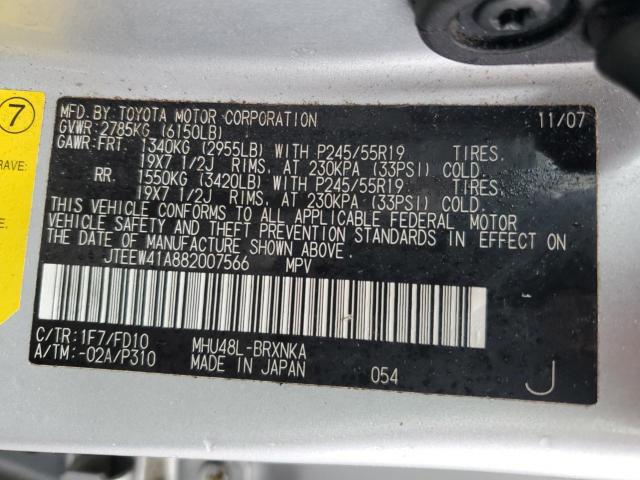 7
RAVE:
MFD. BY TOYOTA MOTOR CORPORATION 11/07
GVWR: 2785KG (6150LB)
GAWR: FRT. 1340KG (2955LB) WITH P245/55R19 TIRES,
19X7 1/2J RIMS, AT 230KPA (33PSI) COLD.
RR. 1550KG (3420LB) WITH P245/55R19 TIRES,
19X7 1/2J RIMS, AT 230KPA (33PSI) COLD.
THIS VEHICLE CONFORMS TO ALL APPLICABLE FEDERAL MOTOR
VEHICLE SAFETY AND THEFT PREVENTION STANDARDS IN EFFECT ON
THE DATE OF MANUFACTURE SHOWN ABOVE.
JTEEW41A882007566 MPV
C/TR: 1F7/FD10 MHU48L-BRXNKA
A/TM: -02A/P310 MADE IN JAPAN 054 J